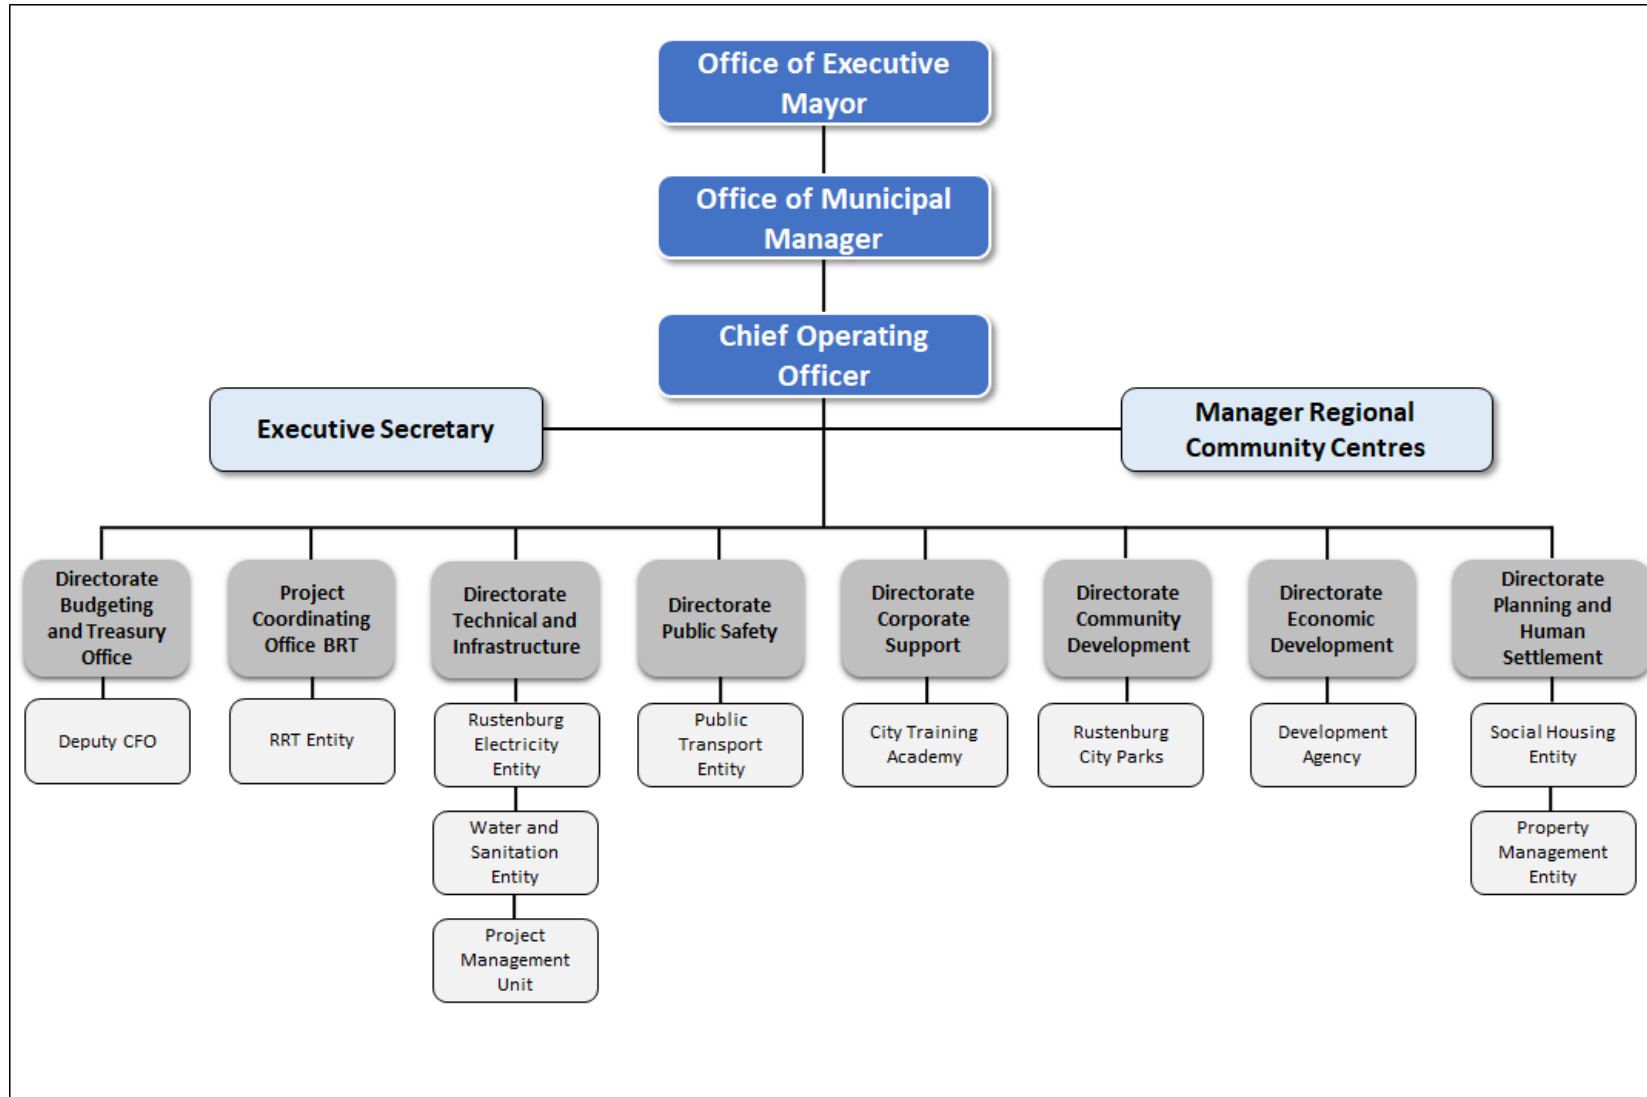 Office of Executive
Mayor
Office of Municipal
Manager
Chief Operating
Officer
Executive Secretary
Manager Regional
Community Centres
Directorate
Budgeting
and Treasury
Office
Project
Coordinating
Office BRT
Directorate
Technical and
Infrastructure
Directorate
Public Safety
Directorate
Corporate
Support
Directorate
Community
Development
Directorate
Economic
Development
Directorate
Planning and
Human
Settlement
Deputy CFO
RRT Entity
Rustenburg
Electricity
Entity
Public
Transport
Entity
City Training
Academy
Rustenburg
City Parks
Development
Agency
Social Housing
Entity
Water and
Sanitation
Entity
Property
Management
Entity
Project
Management
Unit